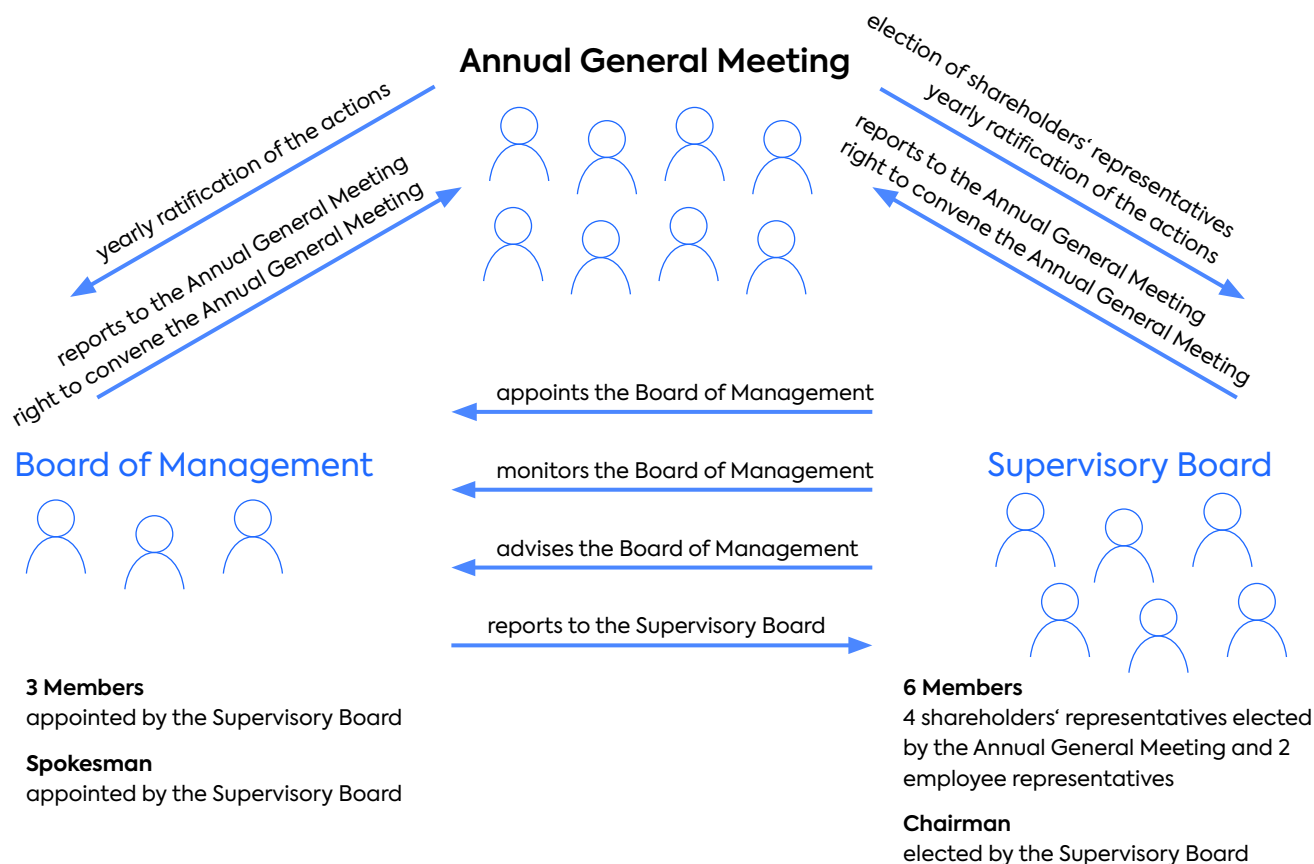 Annual General Meeting
yearly ratification of the actions
reports to the Annual General Meeting
right to convene the Annual General Meeting
election of shareholders‘ representatives
yearly ratification of the actions
reports to the Annual General Meeting
right to convene the Annual General Meeting
appoints the Board of Management
monitors the Board of Management
advises the Board of Management
reports to the Supervisory Board
Board of Management
3 Members
appointed by the Supervisory Board
Spokesman
appointed by the Supervisory Board
Supervisory Board
6 Members
4 shareholders‘ representatives elected
by the Annual General Meeting and 2
employee representatives
Chairman
elected by the Supervisory Board